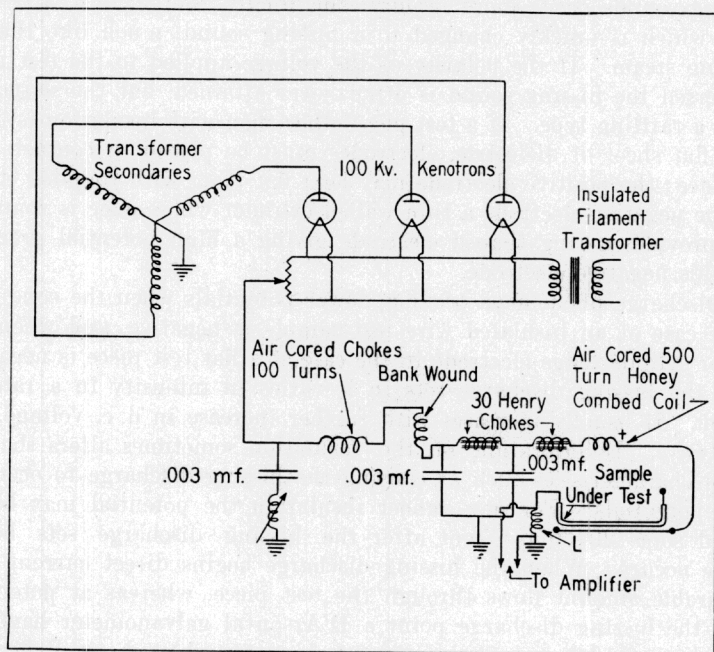 Transformer
Secondaries
100 Kv. Kenotrons
Insulated
Filament
Transformer
Air Cored Chokes
100 Turns
Bank Wound
Air Cored 500
Turn Honey
Combed Coil
30 Henry
Chokes
+
.003 mf.
.003 mf.
.003 mf.
Sample
Under Test
L
To Amplifier